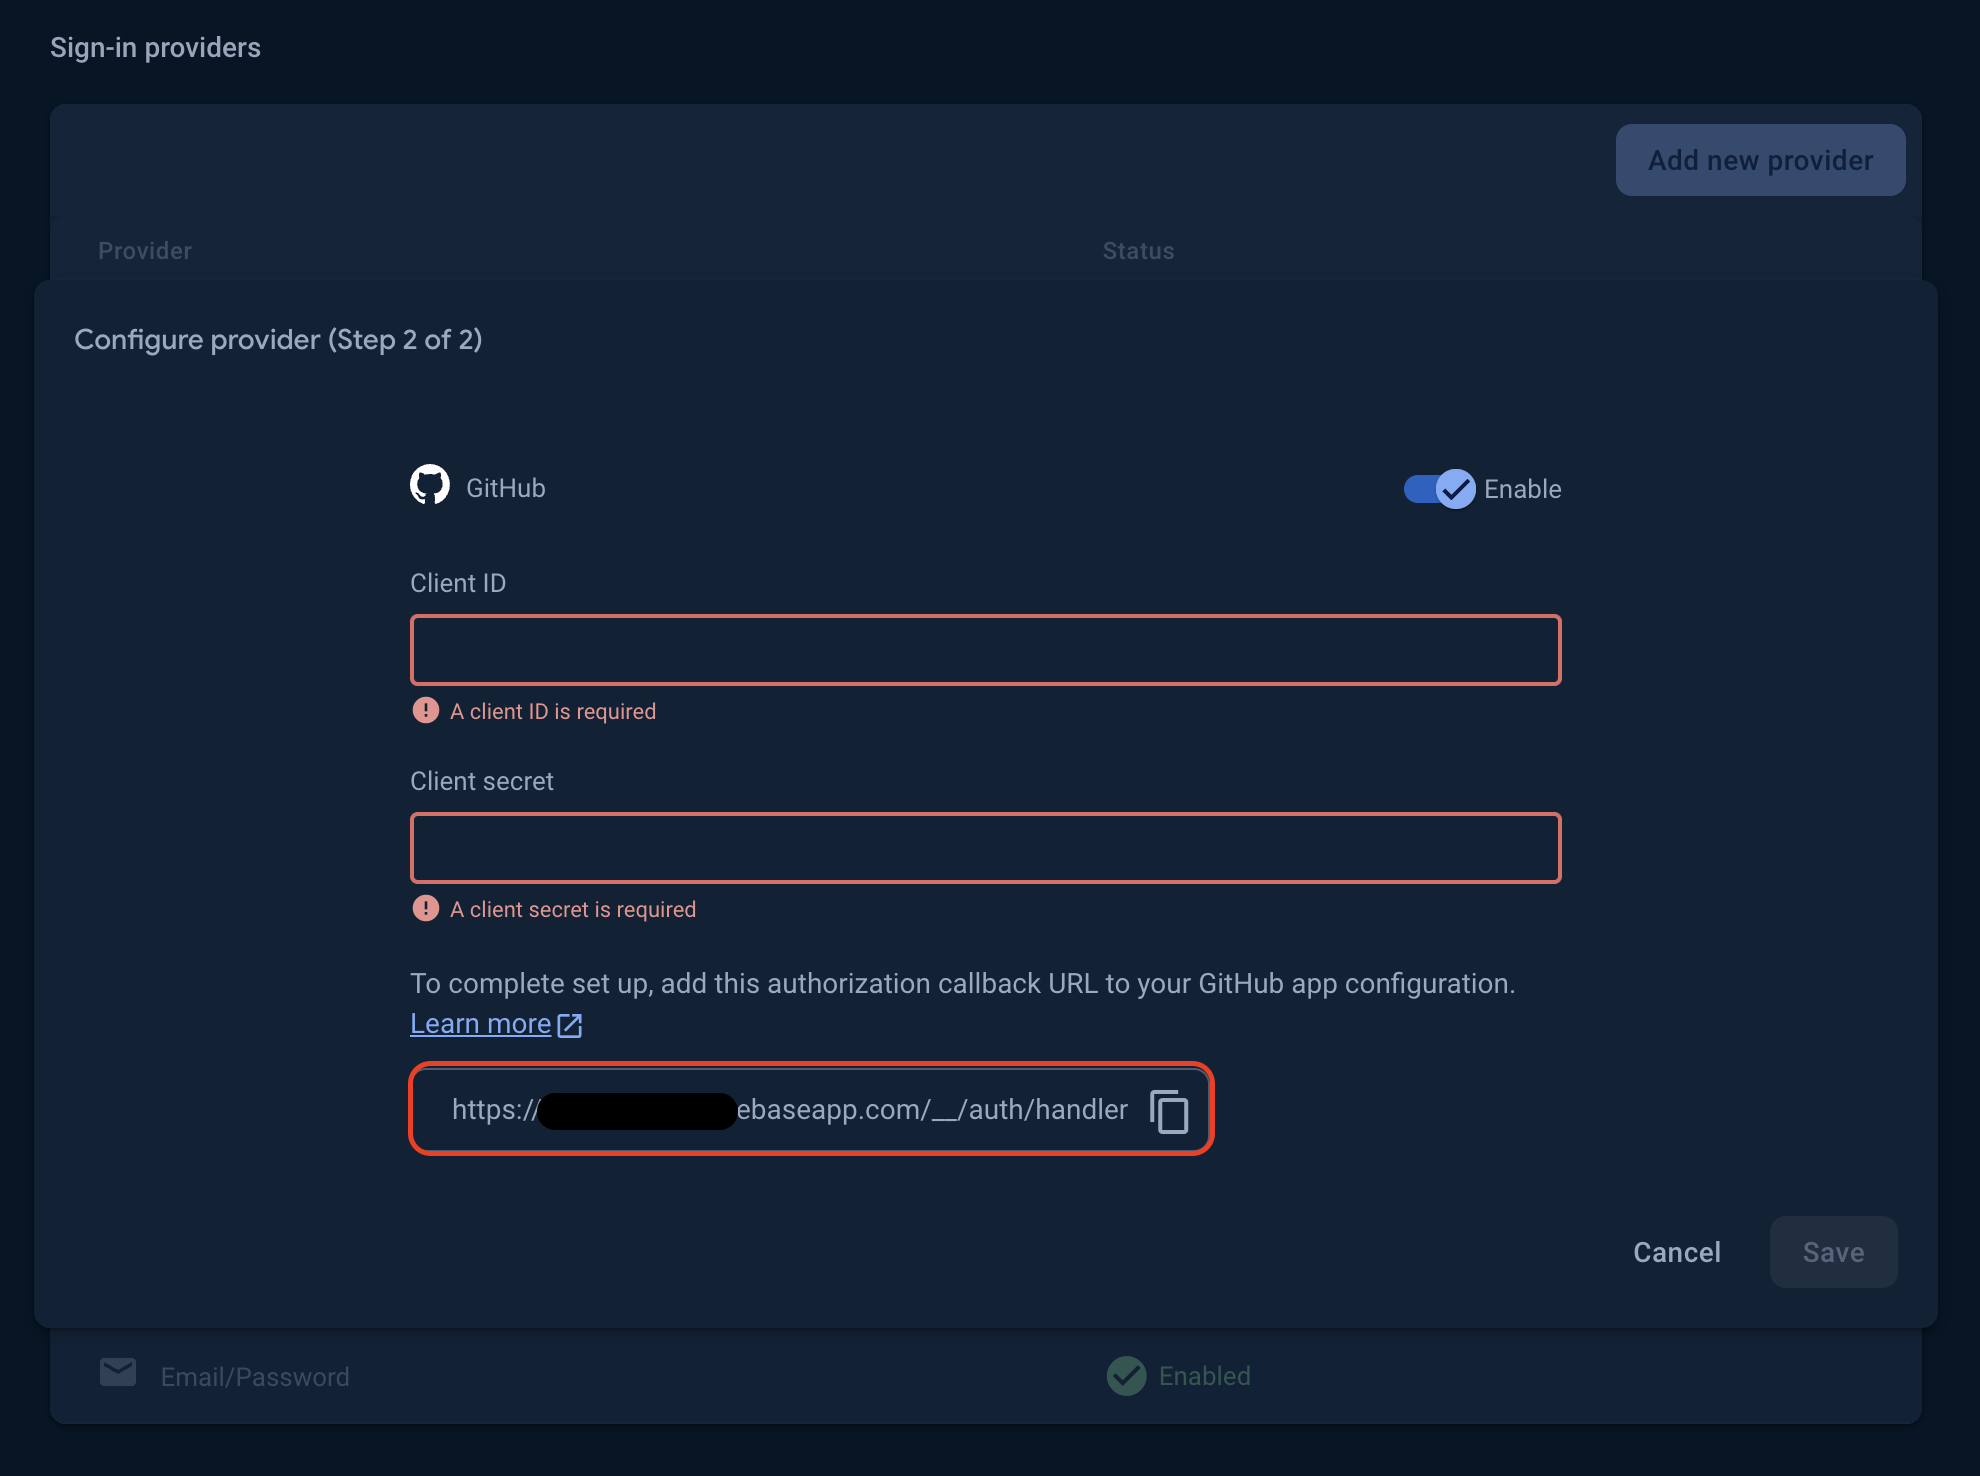 Sign-in providers
Add new provider
Provider Status
Configure provider (Step 2 of 2)
GitHub Enable
Client ID
A client ID is required
Client secret
A client secret is required
To complete set up, add this authorization callback URL to your GitHub app configuration.
Learn more
https://ebaseapp.com/__/auth/handler
Cancel Save
Email/Password Enabled